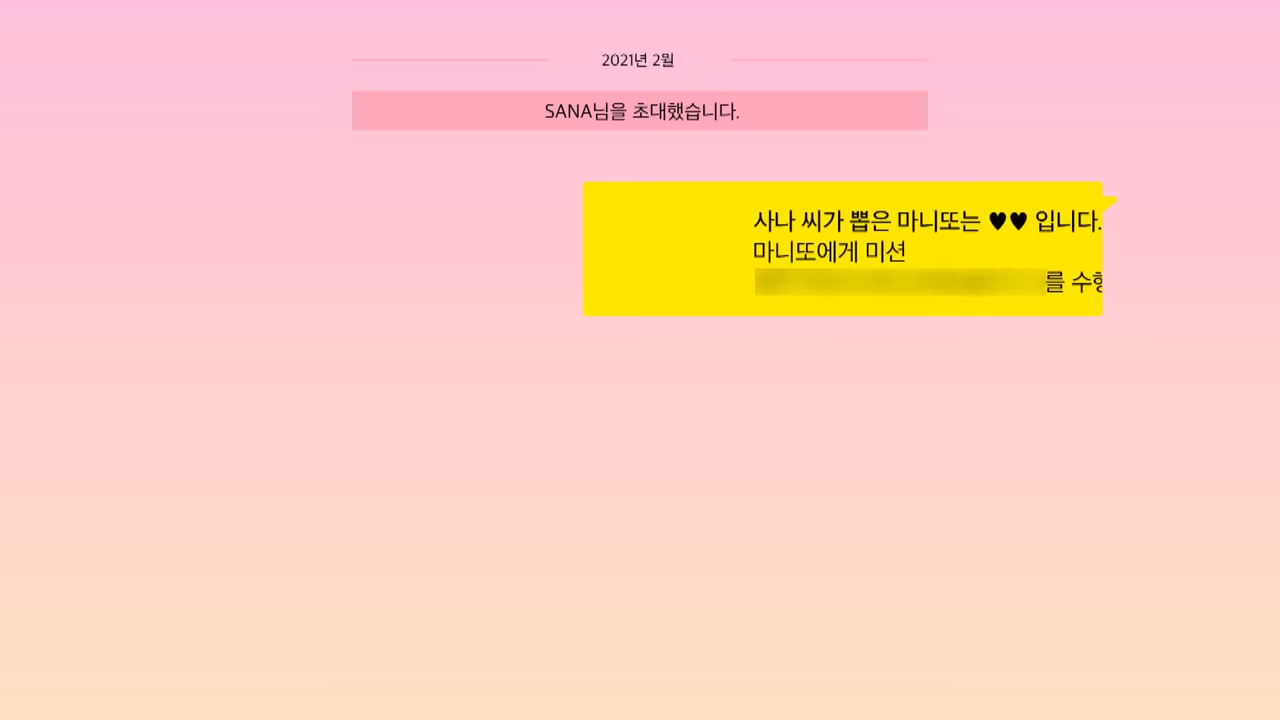 2021년 2월
SANA님을 초대했습니다.
사나 씨가 뽑은 마니또는 ♥♥ 입니다.
마니또에게 미션
를 수행